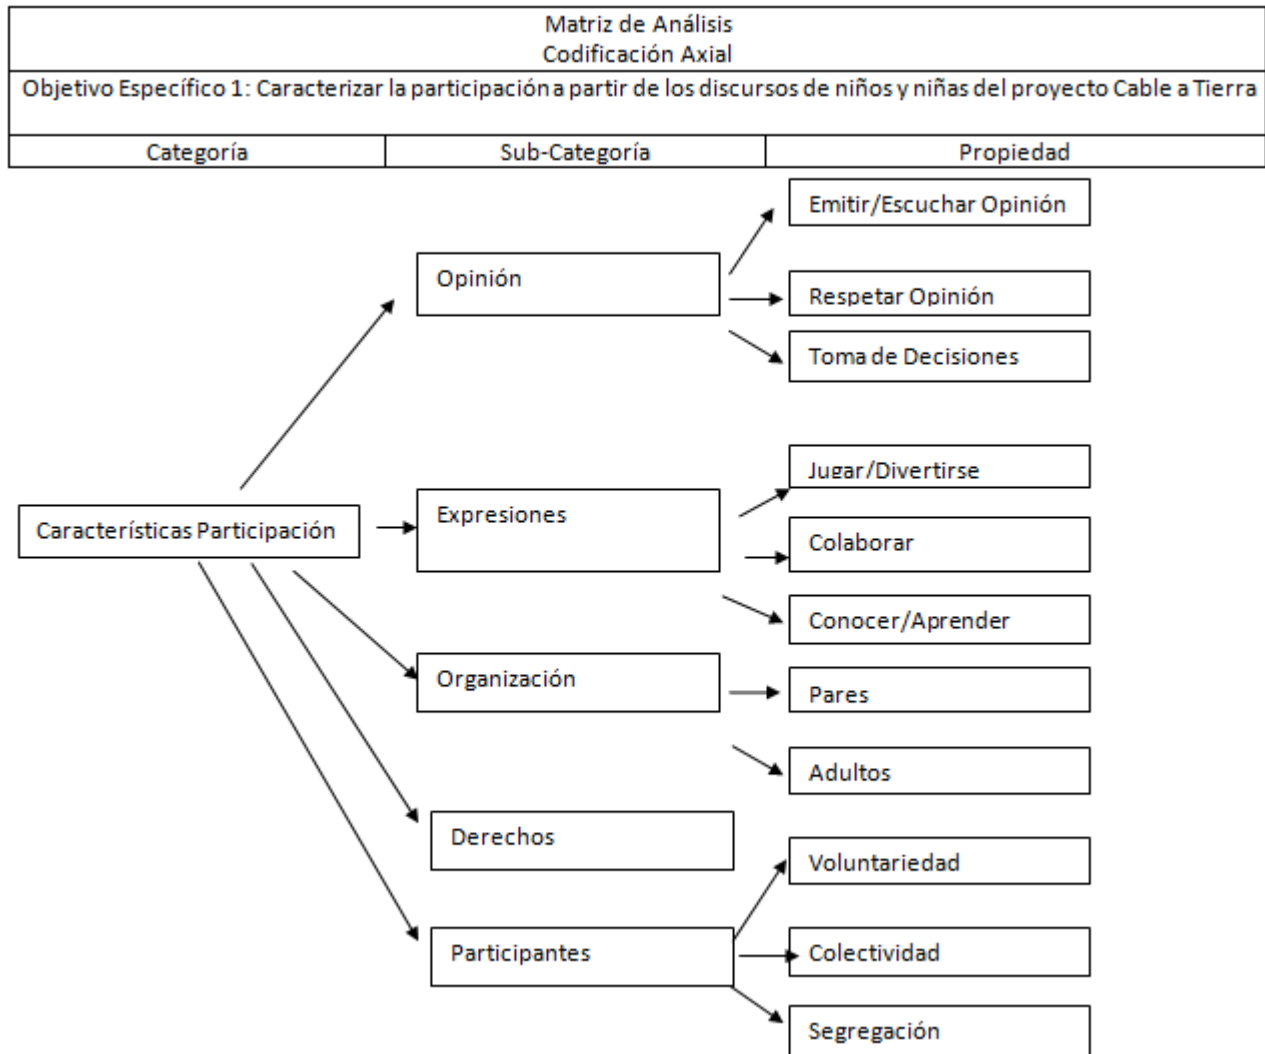 Matriz de Análisis
Codificación Axial
Objetivo Específico 1: Caracterizar la participación a partir de los discursos de niños y niñas del proyecto Cable a Tierra
Categoría
Sub-Categoría
Propiedad
Emitir/Escuchar Opinión
Opinión
Respetar Opinión
Toma de Decisiones
Jugar/Divertirse
Expresiones
Característicás Participación
Colaborar
Conocer/Aprender
Organización
Pares
Adultos
Derechos
Voluntariedad
Participantes
Colectividad
Segregación